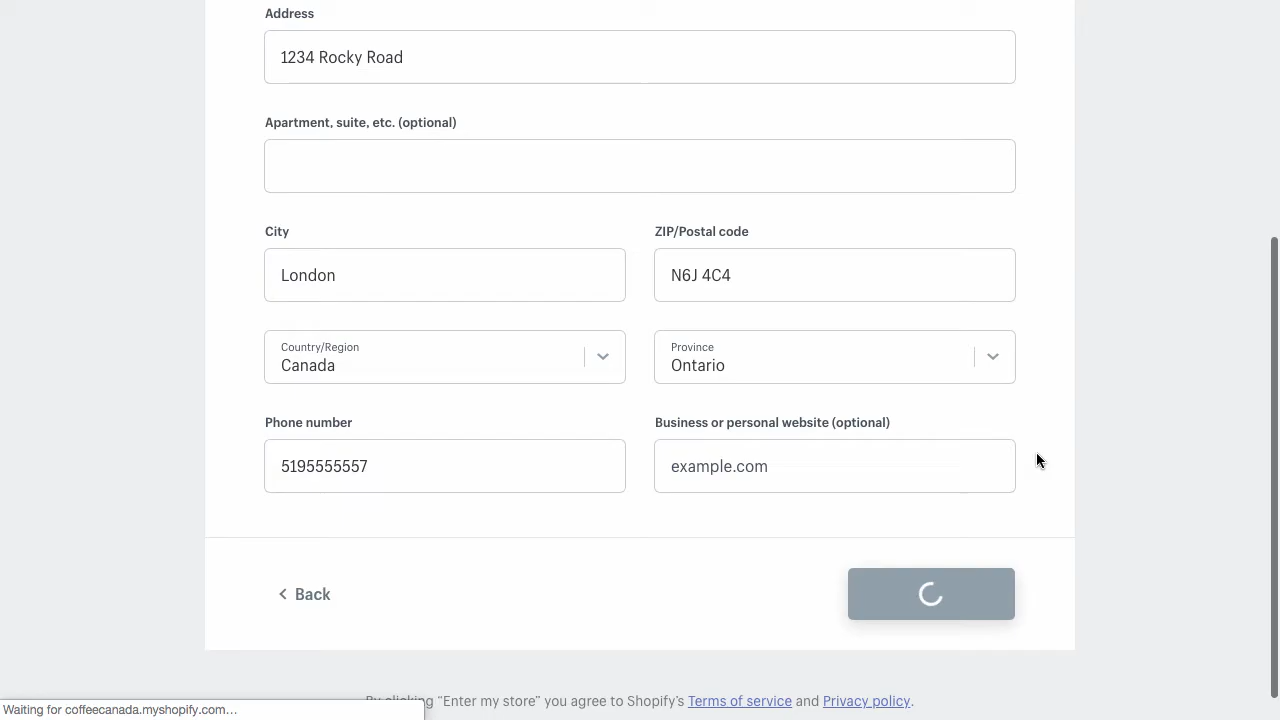 Address
1234 Rocky Road
Apartment, suite, etc. (optional)
City
ZIP/Postal code
London
N6J 4C4
Country/Region
Canada
Province
Ontario
Phone number
Business or personal website (optional)
5195555557
example.com
Back
By clicking “Enter my store” you agree to Shopify’s Terms of service and Privacy policy.
Waiting for coffeecanada.myshopify.com...